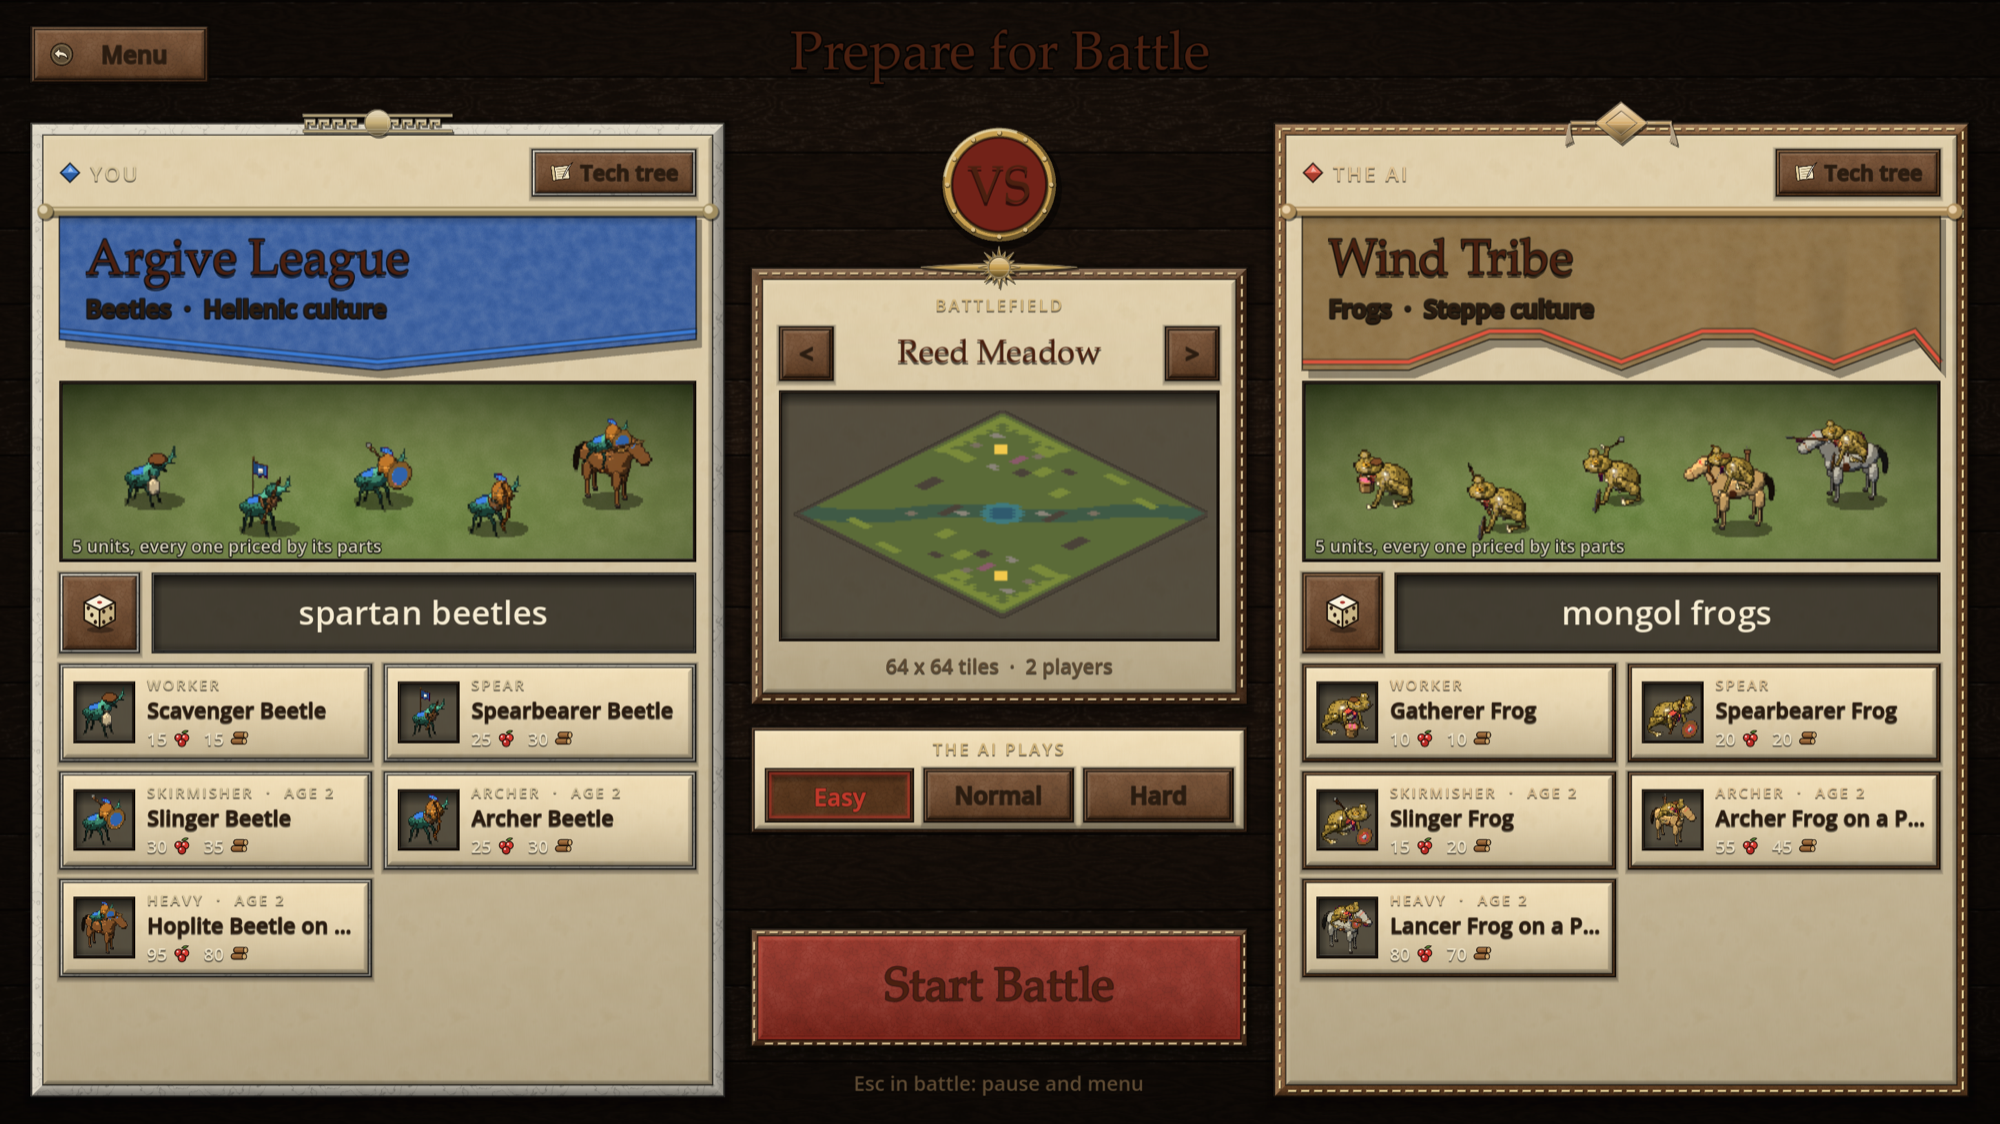 Menu
Prepare for Battle
YOU
Tech tree
Argive League
Beetles · Hellenic culture
5 units, every one priced by its parts
spartan beetles
WORKER
Scavenger Beetle
15 15
SPEAR
Spearbearer Beetle
25 30
SKIRMISHER · AGE 2
Slinger Beetle
30 35
ARCHER · AGE 2
Archer Beetle
25 30
HEAVY · AGE 2
Hoplite Beetle on ...
95 80
VS
BATTLEFIELD
<
Reed Meadow
>
64 x 64 tiles · 2 players
THE AI PLAYS
Easy
Normal
Hard
Start Battle
Esc in battle: pause and menu
THE AI
Tech tree
Wind Tribe
Frogs · Steppe culture
5 units, every one priced by its parts
mongol frogs
WORKER
Gatherer Frog
10 10
SPEAR
Spearbearer Frog
20 20
SKIRMISHER · AGE 2
Slinger Frog
15 20
ARCHER · AGE 2
Archer Frog on a P...
55 45
HEAVY · AGE 2
Lancer Frog on a P...
80 70